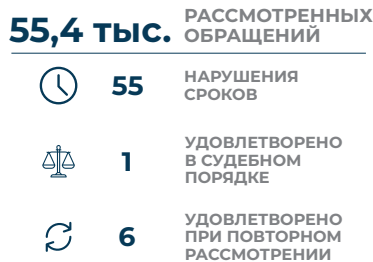 55,4 тыс. РАССМОТРЕННЫХ
ОБРАЩЕНИЙ
55 НАРУШЕНИЯ
СРОКОВ
1 УДОВЛЕТВОРЕНО
В СУДЕБНОМ
ПОРЯДКЕ
6 УДОВЛЕТВОРЕНО
ПРИ ПОВТОРНОМ
РАССМОТРЕНИИ